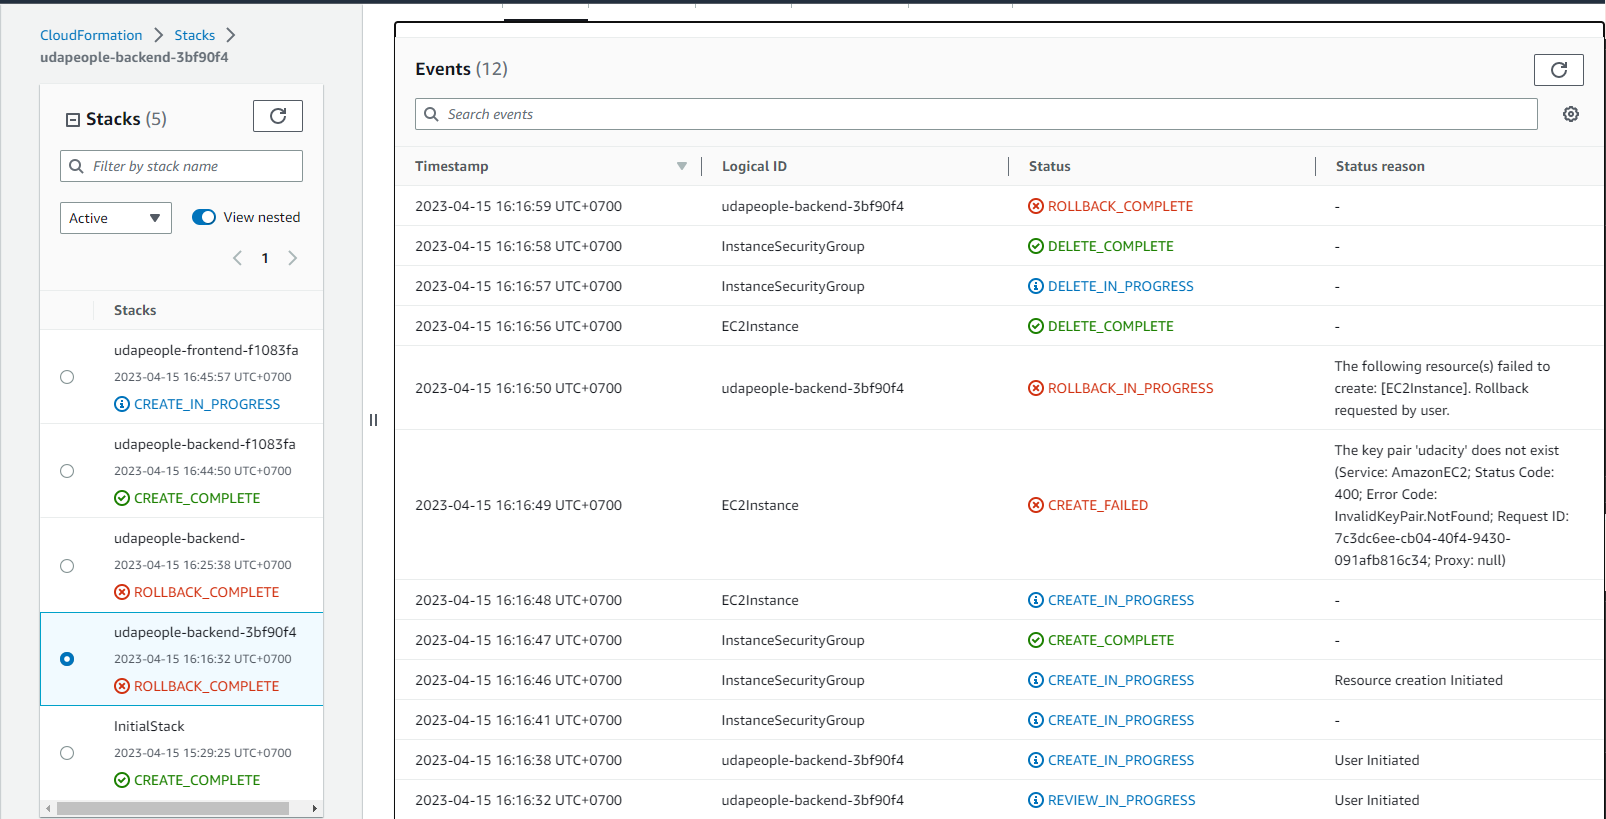 CloudFormation > Stacks >
udapeople-backend-3bf90f4
Stacks (5)
Filter by stack name
Active View nested
1
Stacks
udapeople-frontend-f1083fa
2023-04-15 16:45:57 UTC+0700
CREATE_IN_PROGRESS
udapeople-backend-f1083fa
2023-04-15 16:44:50 UTC+0700
CREATE_COMPLETE
udapeople-backend-
2023-04-15 16:25:38 UTC+0700
ROLLBACK_COMPLETE
udapeople-backend-3bf90f4
2023-04-15 16:16:32 UTC+0700
ROLLBACK_COMPLETE
InitialStack
2023-04-15 15:29:25 UTC+0700
CREATE_COMPLETE
Events (12)
Search events
Timestamp Logical ID Status Status reason
2023-04-15 16:16:59 UTC+0700 udapeople-backend-3bf90f4 ROLLBACK_COMPLETE -
2023-04-15 16:16:58 UTC+0700 InstanceSecurityGroup DELETE_COMPLETE -
2023-04-15 16:16:57 UTC+0700 InstanceSecurityGroup DELETE_IN_PROGRESS -
2023-04-15 16:16:56 UTC+0700 EC2Instance DELETE_COMPLETE -
2023-04-15 16:16:50 UTC+0700 udapeople-backend-3bf90f4 ROLLBACK_IN_PROGRESS
The following resource(s) failed to
create: [EC2Instance]. Rollback
requested by user.
2023-04-15 16:16:49 UTC+0700 EC2Instance CREATE_FAILED
The key pair 'udacity' does not exist
(Service: AmazonEC2; Status Code:
400; Error Code:
InvalidKeyPair.NotFound; Request ID:
7c3dc6ee-cb04-40f4-9430-
091afb816c34; Proxy: null)
2023-04-15 16:16:48 UTC+0700 EC2Instance CREATE_IN_PROGRESS -
2023-04-15 16:16:47 UTC+0700 InstanceSecurityGroup CREATE_COMPLETE -
2023-04-15 16:16:46 UTC+0700 InstanceSecurityGroup CREATE_IN_PROGRESS Resource creation Initiated
2023-04-15 16:16:41 UTC+0700 InstanceSecurityGroup CREATE_IN_PROGRESS -
2023-04-15 16:16:38 UTC+0700 udapeople-backend-3bf90f4 CREATE_IN_PROGRESS User Initiated
2023-04-15 16:16:32 UTC+0700 udapeople-backend-3bf90f4 REVIEW_IN_PROGRESS User Initiated